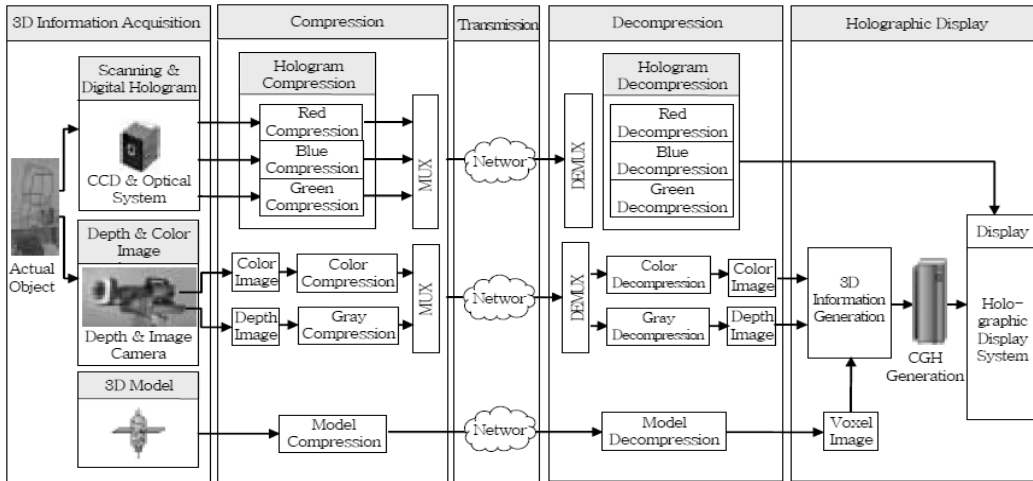 3D Information Acquisition
Compression
Transmission
Decompression
Holographic Display
Scanning &
Digital Hologram
CCD & Optical
System
Actual
Object
Depth & Color
Image
Depth & Image
Camera
3D Model
Hologram
Compression
Red
Compression
Blue
Compression
Green
Compression
MUX
Color
Image
Color
Compression
Depth
Image
Gray
Compression
MUX
Model
Compression
Networ
Networ
Networ
DEMUX
Hologram
Decompression
Red
Decompression
Blue
Decompression
Green
Decompression
DEMUX
Color
Decompression
Color
Image
Gray
Decompression
Depth
Image
Model
Decompression
3D
Information
Generation
Voxel
Image
CGH
Generation
Display
Holo-
graphic
Display
System